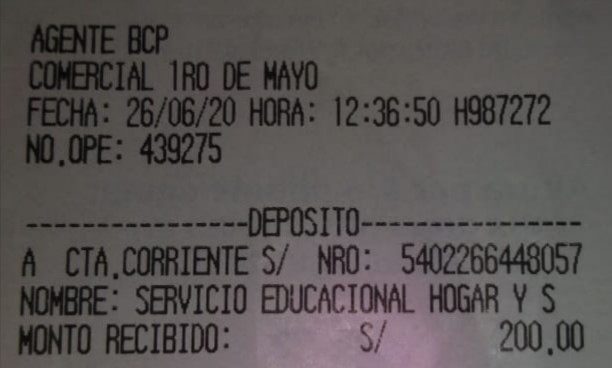 AGENTE BCP
COMERCIAL 1RO DE MAYO
FECHA: 26/06/20 HORA: 12:36:50 H987272
NO.OPE: 439275
-----------------DEPOSITO-----------------
A CTA.CORRIENTE S/ NRO: 5402266448057
NOMBRE: SERVICIO EDUCACIONAL HOGAR Y S
MONTO RECIBIDO: S/ 200.00